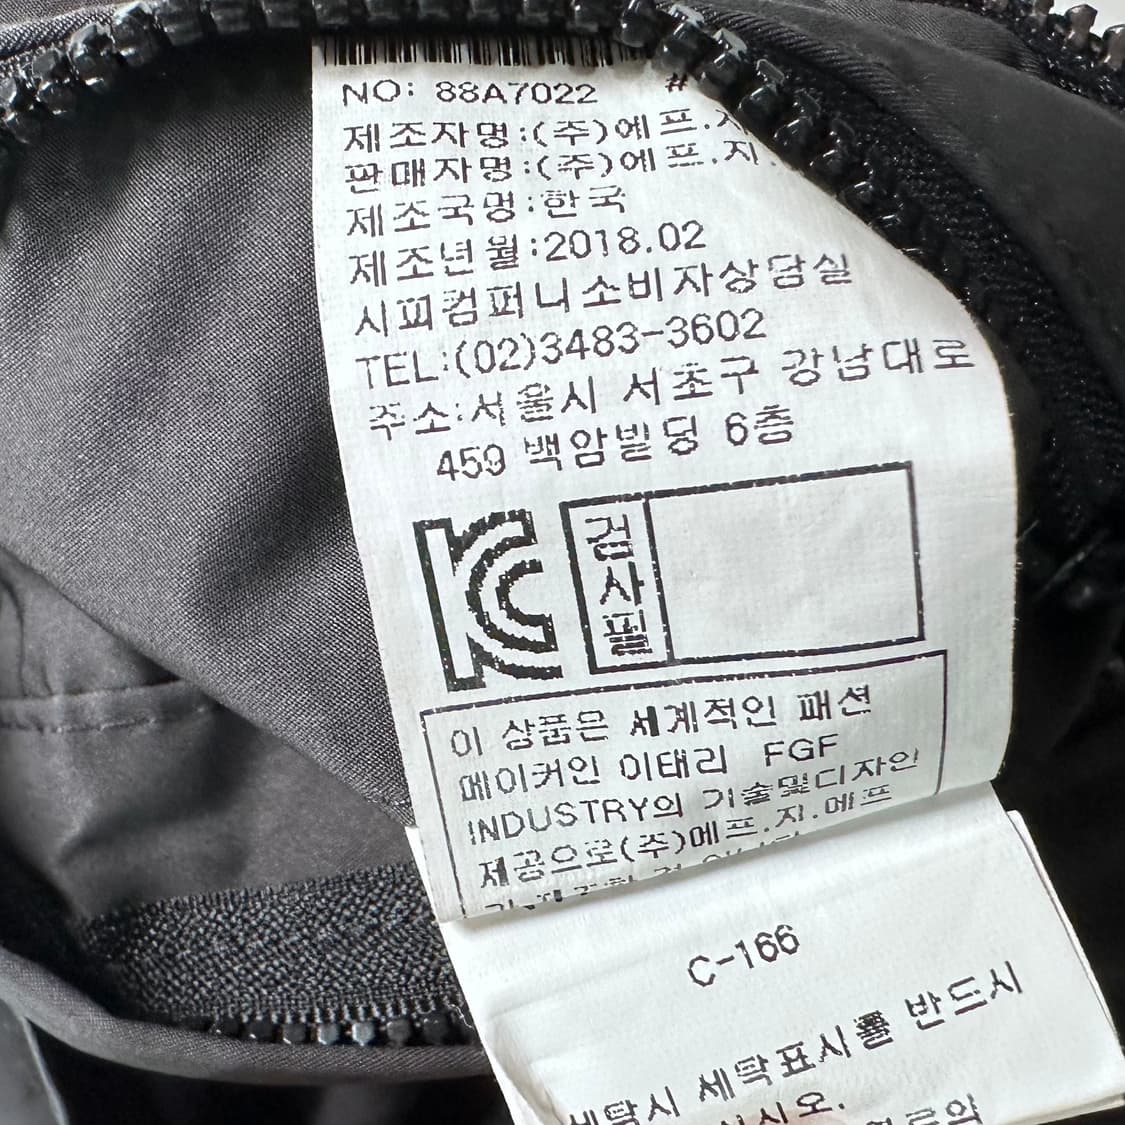 NO: 88A7022 #
제조자명:(주)에프.지
판매자명:(주)에프.지.
제조국명:한국
제조년월:2018.02
시피컴퍼니소비자상담실
TEL:(02)3483-3602
주소:서울시 서초구 강남대로
459 백암빌딩 6층
KC
검사필
이 상품은 세계적인 패션
메이커인 이태리 FGF
INDUSTRY의 기술및디자인
제공으로(주)에프.지.에프
C-166
세탁시 세탁표시를 반드시